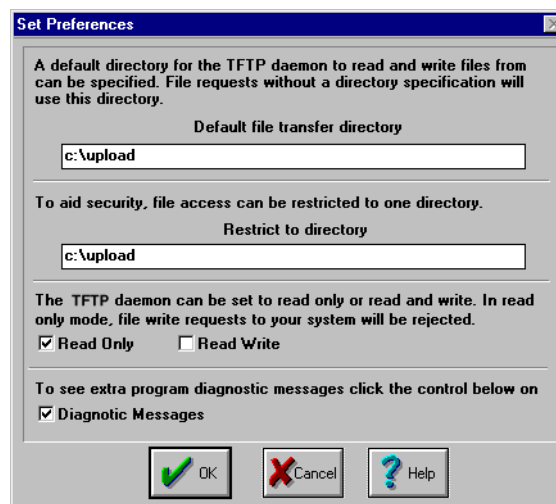 Set Preferences
A default directory for the TFTP daemon to read and write files from
can be specified. File requests without a directory specification will
use this directory.
Default file transfer directory
c:\upload
To aid security, file access can be restricted to one directory.
Restrict to directory
c:\upload
The TFTP daemon can be set to read only or read and write. In read
only mode, file write requests to your system will be rejected.
Read Only Read Write
To see extra program diagnostic messages click the control below on
Diagnotic Messages
OK Cancel Help